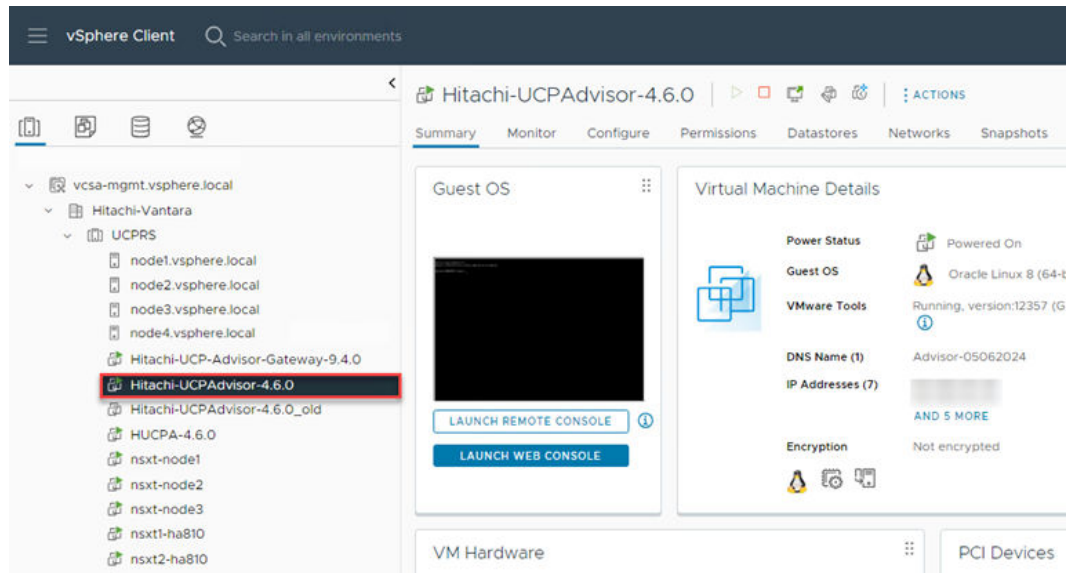 vSphere Client Search in all environments
Hitachi-UCPAdvisor-4.6.0 ACTIONS
Summary Monitor Configure Permissions Datastores Networks Snapshots
vcsa-mgmt.vsphere.local
Hitachi-Vantara
UCPRS
node1.vsphere.local
node2.vsphere.local
node3.vsphere.local
node4.vsphere.local
Hitachi-UCP-Advisor-Gateway-9.4.0
Hitachi-UCPAdvisor-4.6.0
Hitachi-UCPAdvisor-4.6.0_old
HUCPA-4.6.0
nsxt-node1
nsxt-node2
nsxt-node3
nsxt1-ha810
nsxt2-ha810
Guest OS
LAUNCH REMOTE CONSOLE
LAUNCH WEB CONSOLE
Virtual Machine Details
Power Status Powered On
Guest OS Oracle Linux 8 (64-b
VMware Tools Running, version:12357 (G
DNS Name (1) Advisor-05062024
IP Addresses (7)
AND 5 MORE
Encryption Not encrypted
VM Hardware
PCI Devices